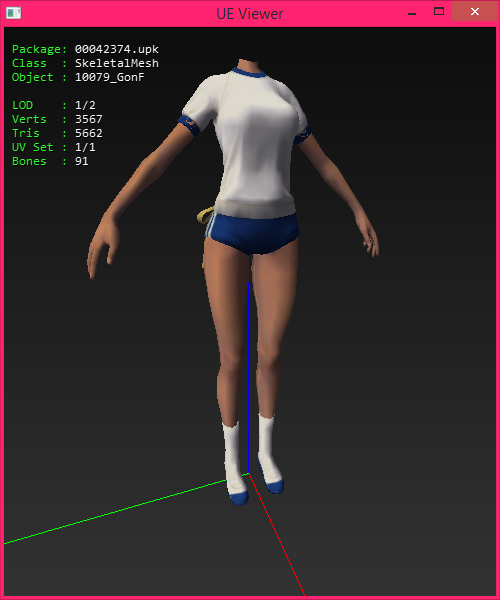 UE Viewer
Package: 00042374.upk
Class : SkeletalMesh
Object : 10079_GonF
LOD : 1/2
Verts : 3567
Tris : 5662
UV Set : 1/1
Bones : 91